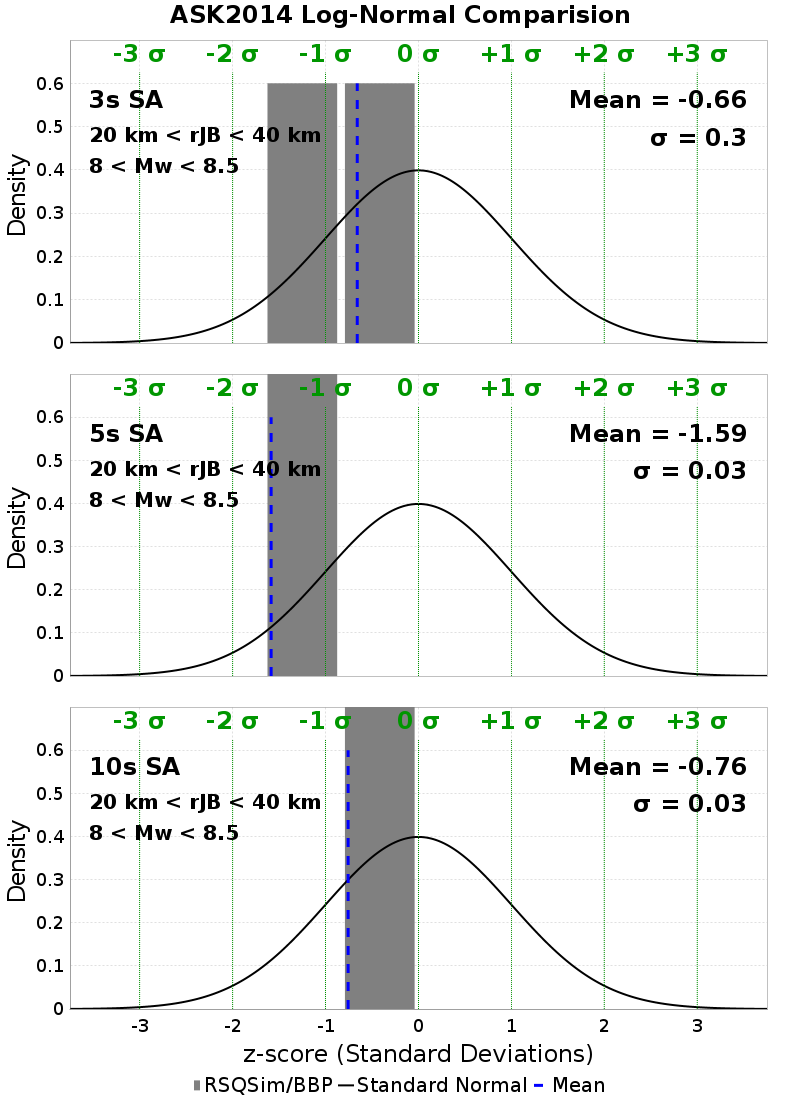 ASK2014 Log-Normal Comparision
-3 σ -2 σ -1 σ 0 σ +1 σ +2 σ +3 σ
0.6
3s SA
Mean = -0.66
0.5
20 km < rJB < 40 km
σ = 0.3
8 < Mw < 8.5
0.4
Density
0.3
0.2
0.1
0
-3 σ -2 σ -1 σ 0 σ +1 σ +2 σ +3 σ
0.6
5s SA
Mean = -1.59
0.5
20 km < rJB < 40 km
σ = 0.03
8 < Mw < 8.5
0.4
Density
0.3
0.2
0.1
0
-3 σ -2 σ -1 σ 0 σ +1 σ +2 σ +3 σ
0.6
10s SA
Mean = -0.76
0.5
20 km < rJB < 40 km
σ = 0.03
8 < Mw < 8.5
0.4
Density
0.3
0.2
0.1
0
-3 -2 -1 0 1 2 3
z-score (Standard Deviations)
RSQSim/BBP Standard Normal Mean